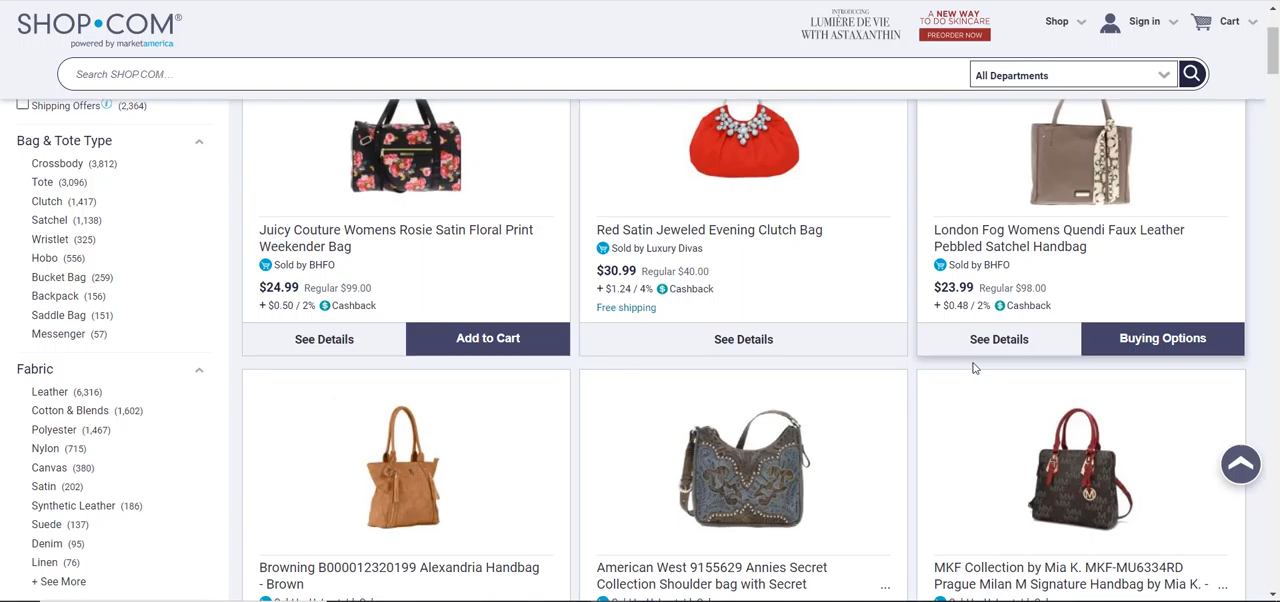 SHOP•COM®
powered by marketamerica
INTRODUCING
LUMIÈRE DE VIE
WITH ASTAXANTHIN
A NEW WAY
TO DO SKINCARE
PREORDER NOW
Shop
Sign in
Cart
Search SHOP.COM...
All Departments
Shipping Offers (2,364)
Bag & Tote Type
Crossbody (3,812)
Tote (3,096)
Clutch (1,417)
Satchel (1,138)
Wristlet (325)
Hobo (556)
Bucket Bag (259)
Backpack (156)
Saddle Bag (151)
Messenger (57)
Fabric
Leather (6,316)
Cotton & Blends (1,602)
Polyester (1,467)
Nylon (715)
Canvas (380)
Satin (202)
Synthetic Leather (186)
Suede (137)
Denim (95)
Linen (76)
+ See More
Juicy Couture Womens Rosie Satin Floral Print
Weekender Bag
Sold by BHFO
$24.99 Regular $99.00
+ $0.50 / 2% Cashback
See Details
Add to Cart
Red Satin Jeweled Evening Clutch Bag
Sold by Luxury Divas
$30.99 Regular $40.00
+ $1.24 / 4% Cashback
Free shipping
See Details
London Fog Womens Quendi Faux Leather
Pebbled Satchel Handbag
Sold by BHFO
$23.99 Regular $98.00
+ $0.48 / 2% Cashback
See Details
Buying Options
Browning B000012320199 Alexandria Handbag
- Brown
American West 9155629 Annies Secret
Collection Shoulder bag with Secret ...
MKF Collection by Mia K. MKF-MU6334RD
Prague Milan M Signature Handbag by Mia K. - ...